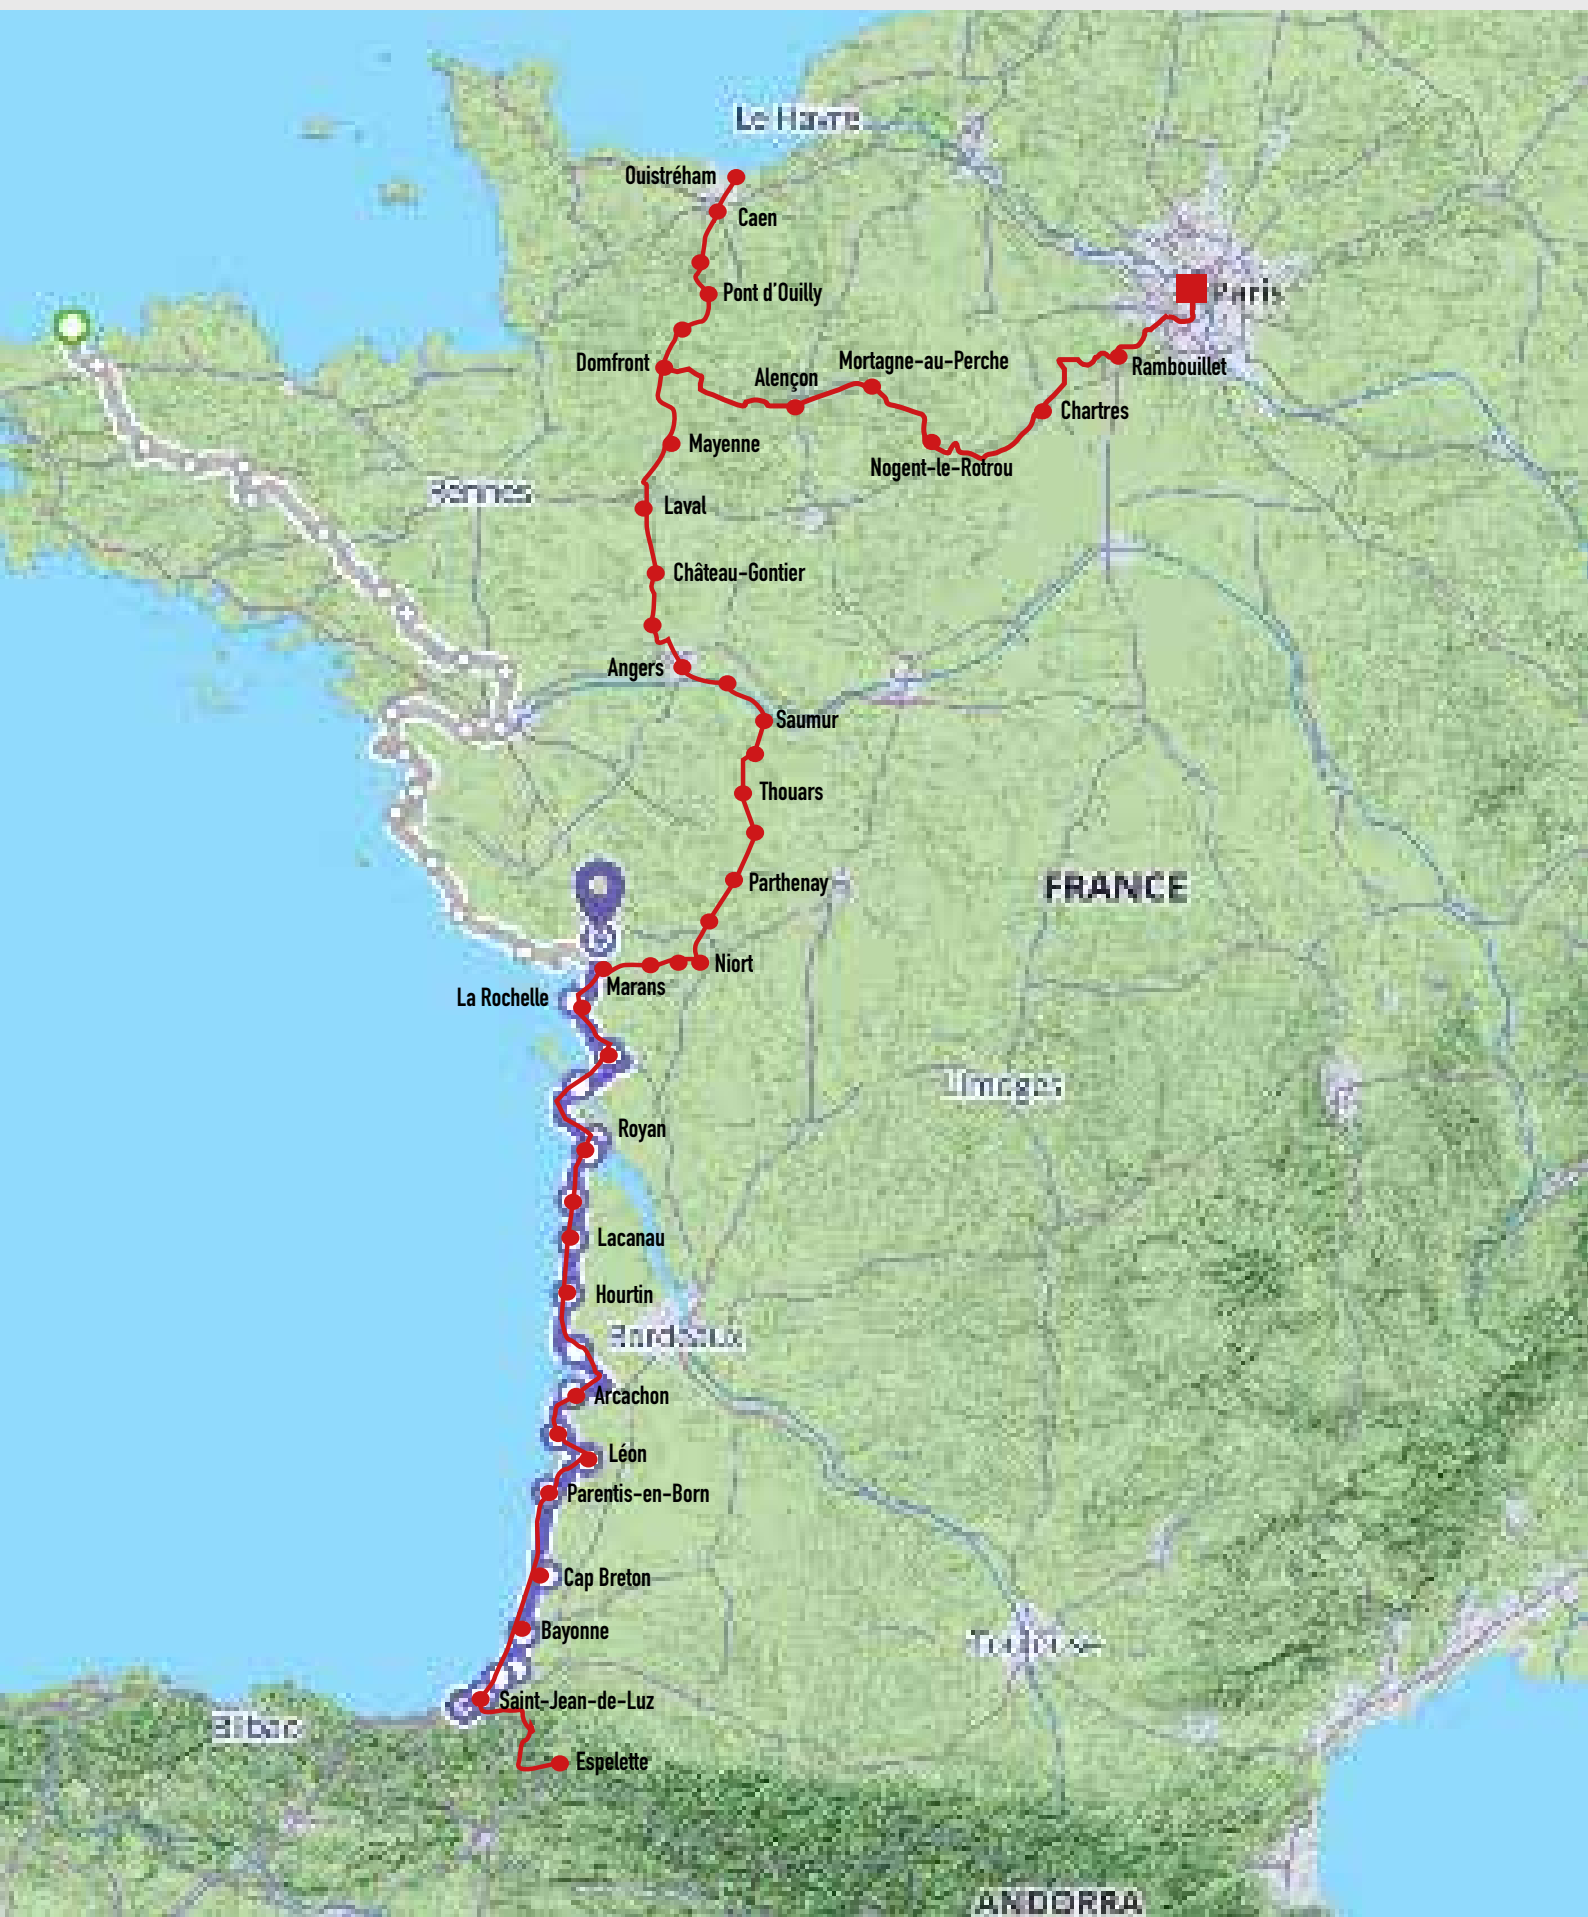 Le Havre
Ouistréham
Caen
Paris
Pont d'Ouilly
Domfront
Mortagne-au-Perche
Rambouillet
Alençon
Chartres
Mayenne
Nogent-le-Rotrou
Rennes
Laval
Château-Gontier
Angers
Saumur
Thouars
Parthenay
FRANCE
Niort
Marans
La Rochelle
Limoges
Royan
Lacanau
Hourtin
Bordeaux
Arcachon
Léon
Parentis-en-Born
Cap Breton
Bayonne
Toulouse
Saint-Jean-de-Luz
Bilbao
Espelette
ANDORRA